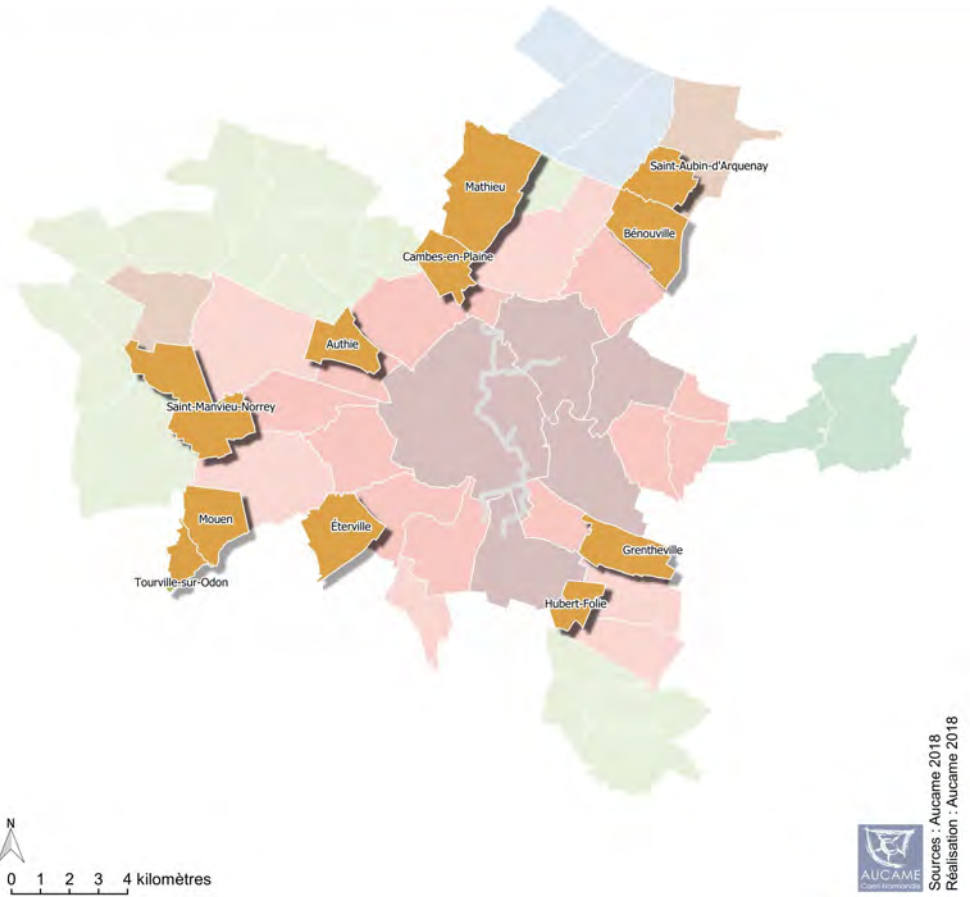 Saint-Aubin-d'Arquenay
Mathieu
Bénouville
Cambes-en-Plaine
Authie
Saint-Manvieu-Norrey
Mouen
Éterville
Grentheville
Tourville-sur-Odon
Hubert-Folie
N
0 1 2 3 4 kilomètres
AUCAME
Caen Normandie
Sources : Aucame 2018
Réalisation : Aucame 2018